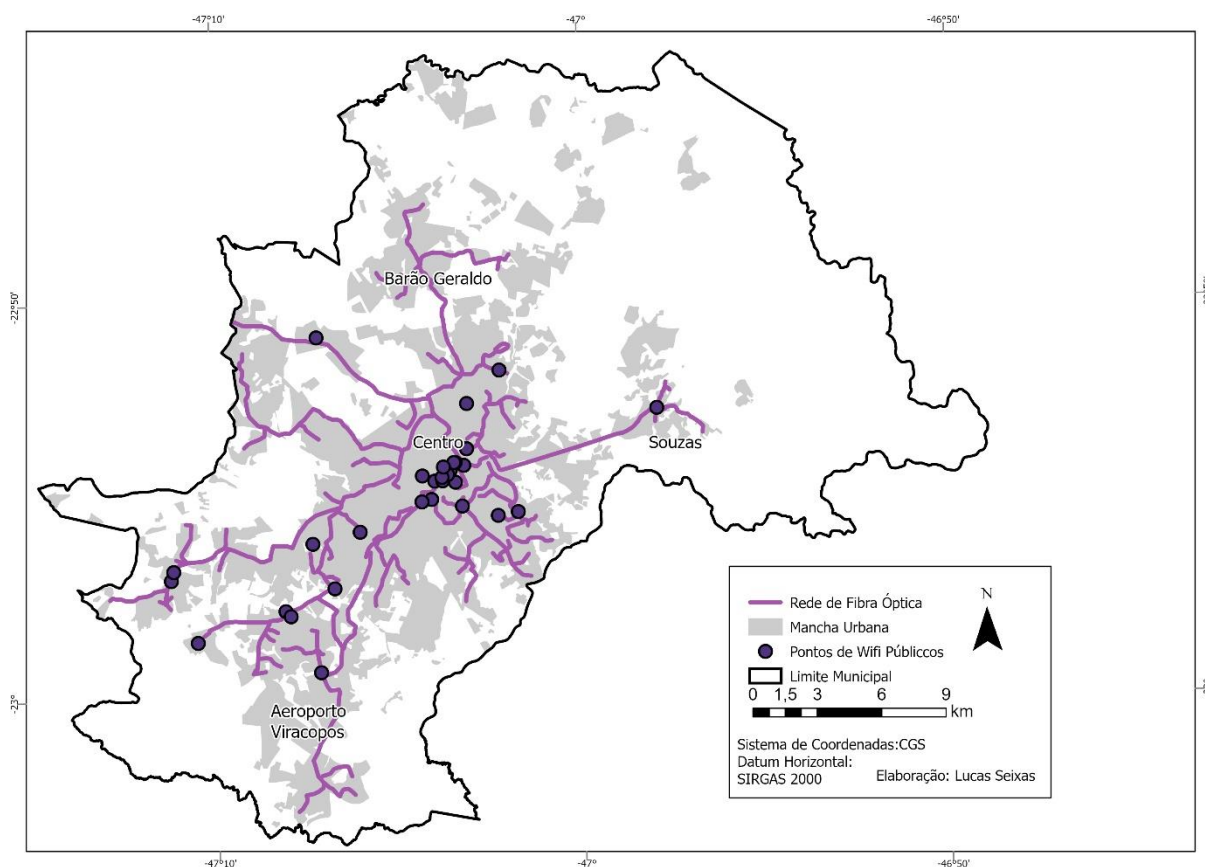 -47°10'
-47°
-46°50'
-22°50'
Barão Geraldo
Centro
Souzas
-23°
Aeroporto
Viracopos
N
Rede de Fibra Óptica
Mancha Urbana
Pontos de Wifi Públiccos
Limite Municipal
0 1,5 3 6 9
km
Sistema de Coordenadas:CGS
Datum Horizontal:
SIRGAS 2000
Elaboração: Lucas Seixas
-47°10'
-47°
-46°50'